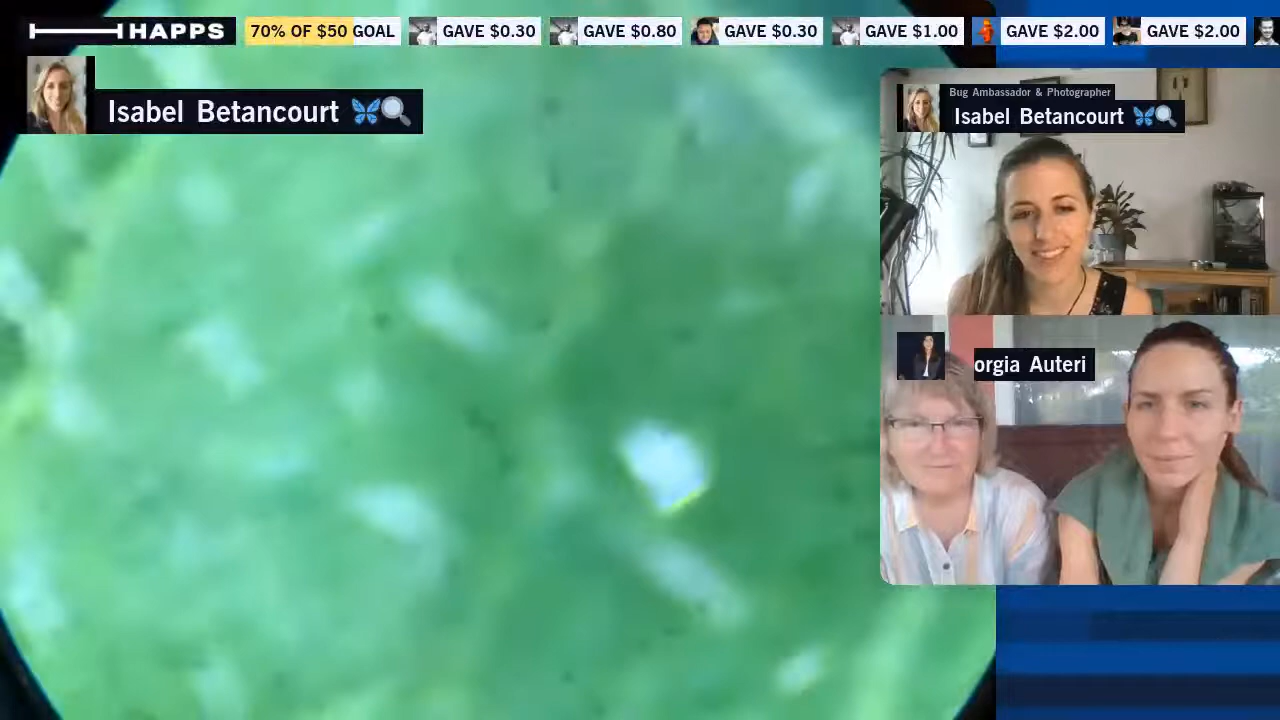 HAPPS
70% OF $50 GOAL
GAVE $0.30
GAVE $0.80
GAVE $0.30
GAVE $1.00
GAVE $2.00
GAVE $2.00
Isabel Betancourt
Bug Ambassador & Photographer
Isabel Betancourt
orgia Auteri